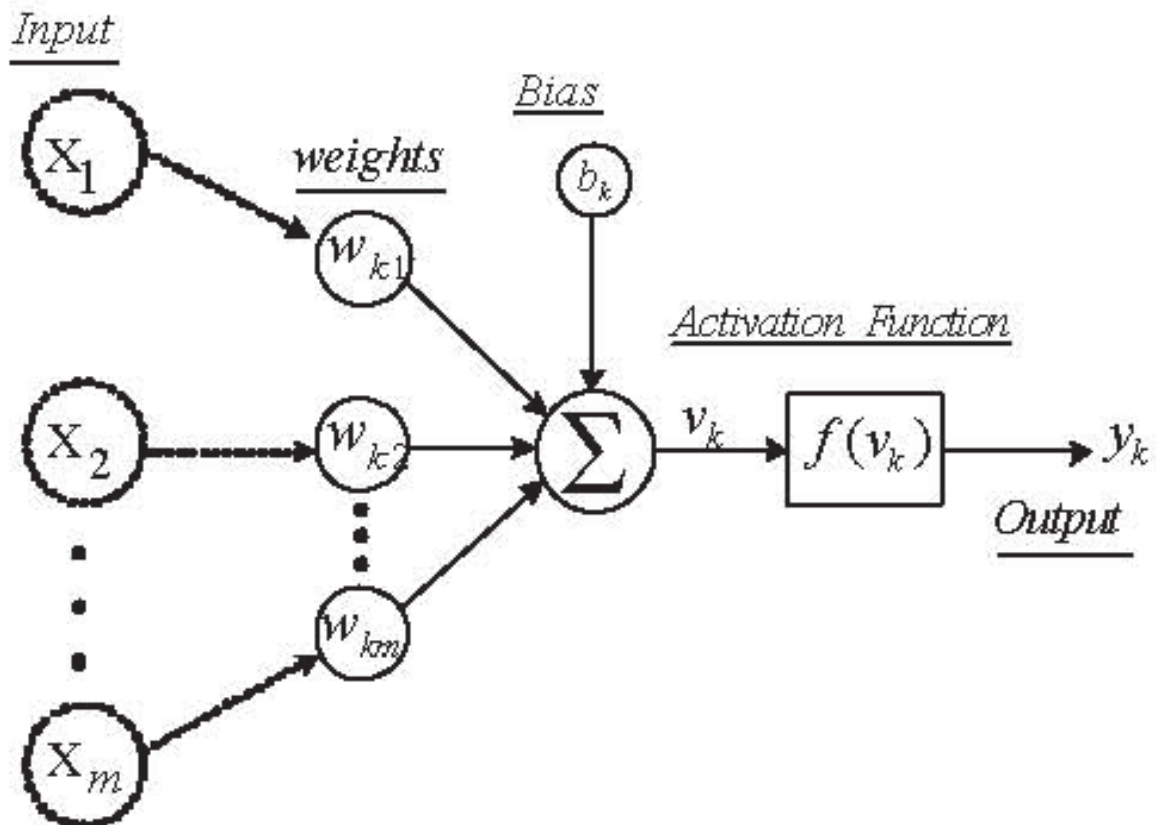 Input
X1
weights
wk1
Bias
bk
X2
wk2
Σ
vk
Activation Function
f(vk)
yk
Output
wkm
Xm